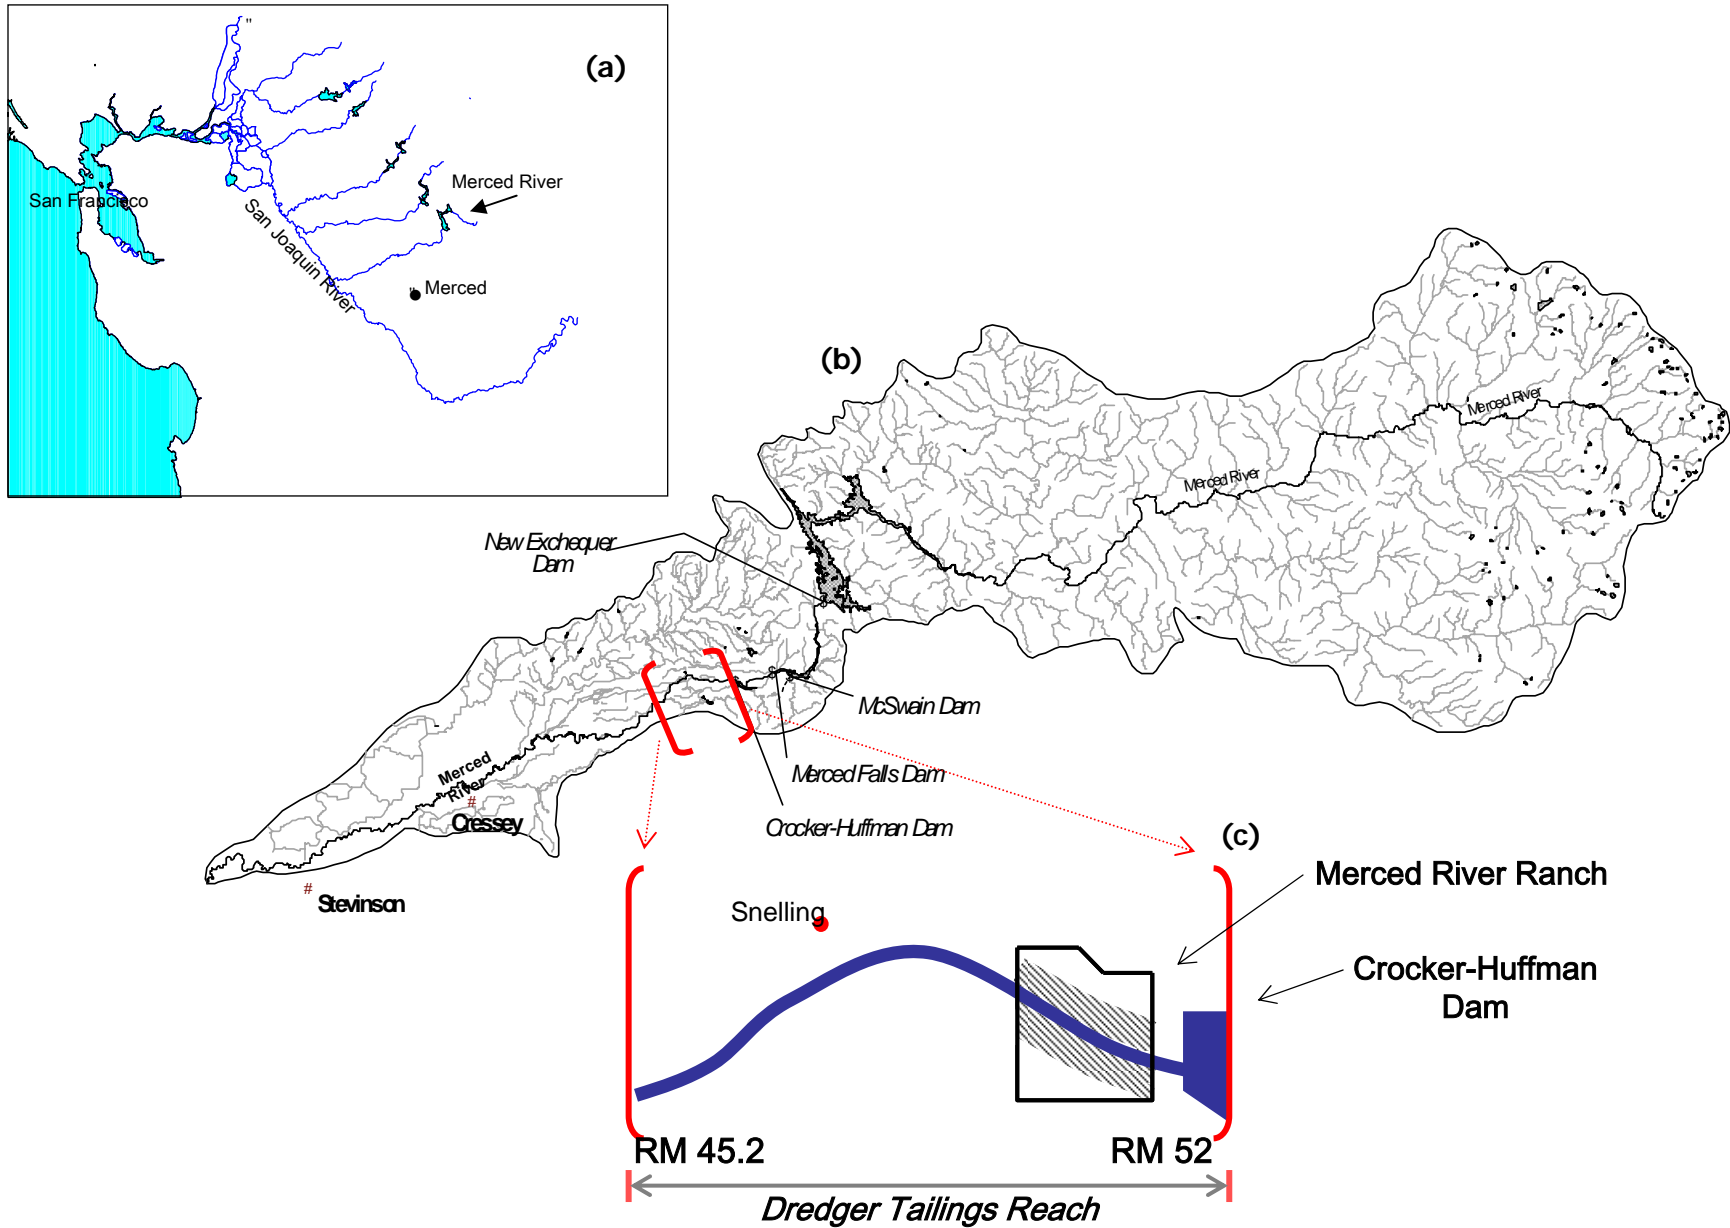 (a)
San Francisco
San Joaquin River
Merced River
Merced
(b)
Merced River
Merced River
New Exchequer
Dam
McSwain Dam
Merced Falls Dam
Crocker-Huffman Dam
Merced
River
#
Cressey
#
Stevinson
(c)
Merced River Ranch
Snelling
Crocker-Huffman
Dam
RM 45.2
RM 52
Dredger Tailings Reach